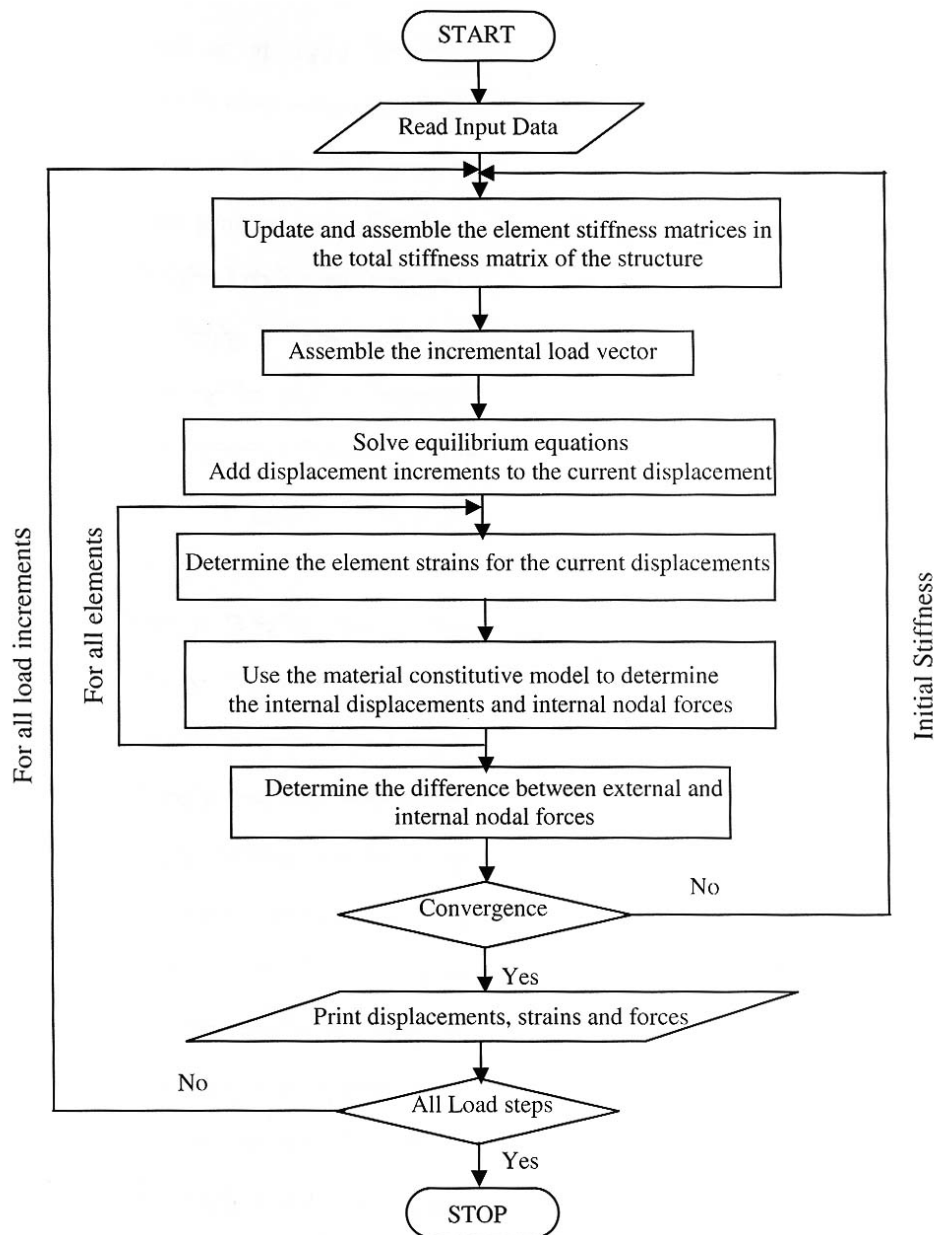 START
Read Input Data
Update and assemble the element stiffness matrices in
the total stiffness matrix of the structure
Assemble the incremental load vector
Solve equilibrium equations
Add displacement increments to the current displacement
Determine the element strains for the current displacements
Use the material constitutive model to determine
the internal displacements and internal nodal forces
Determine the difference between external and
internal nodal forces
Convergence
No
Yes
Print displacements, strains and forces
No
All Load steps
Yes
STOP
For all load increments
For all elements
Initial Stiffness